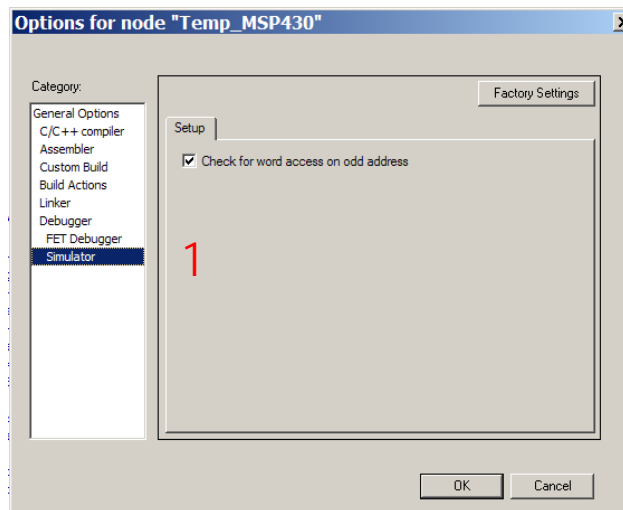 Options for node "Temp_MSP430"
Category:
Factory Settings
General Options
C/C++ compiler
Assembler
Custom Build
Build Actions
Linker
Debugger
FET Debugger
Simulator
Setup
Check for word access on odd address
1
OK
Cancel